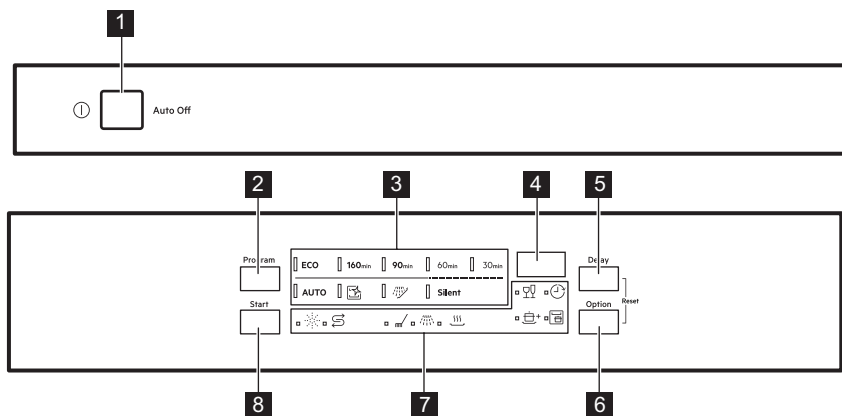 1
Auto Off
2
3
4
5
Program
ECO 160min 90min 60min 30min
Delay
AUTO Silent
Reset
Start
Option
8
7
6